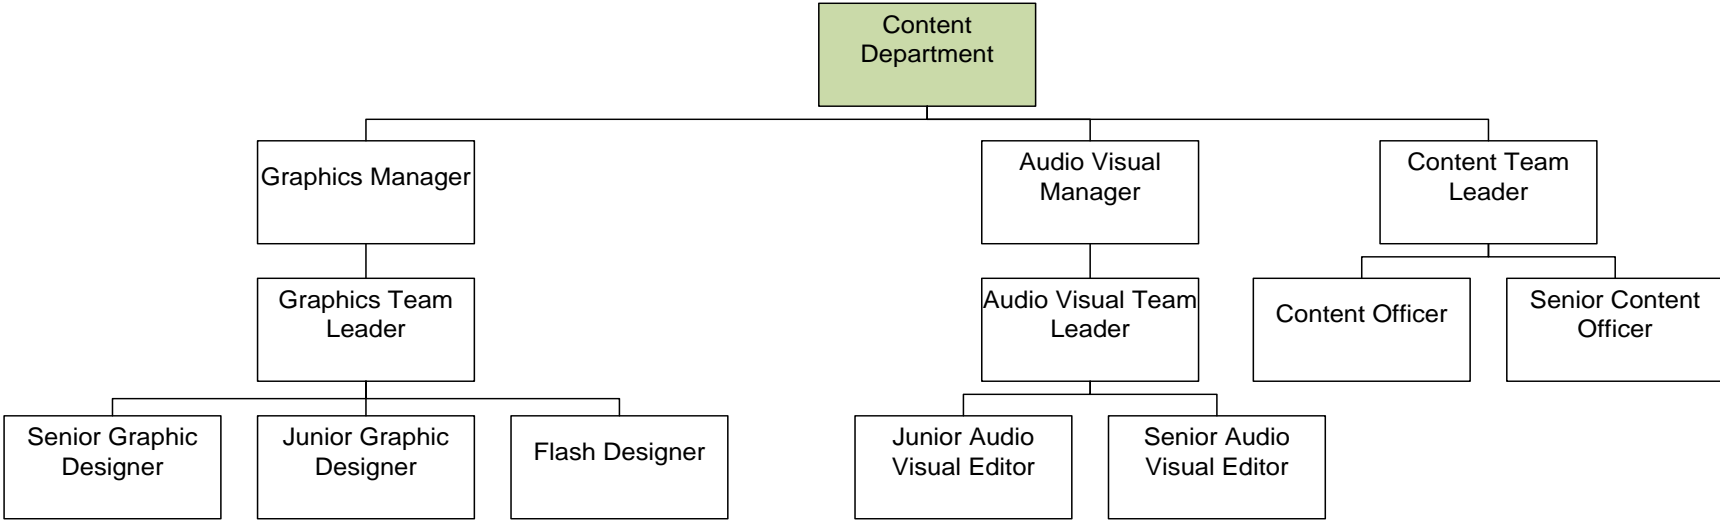 Content
Department
Graphics Manager
Audio Visual
Manager
Content Team
Leader
Graphics Team
Leader
Audio Visual Team
Leader
Content Officer
Senior Content
Officer
Senior Graphic
Designer
Junior Graphic
Designer
Flash Designer
Junior Audio
Visual Editor
Senior Audio
Visual Editor